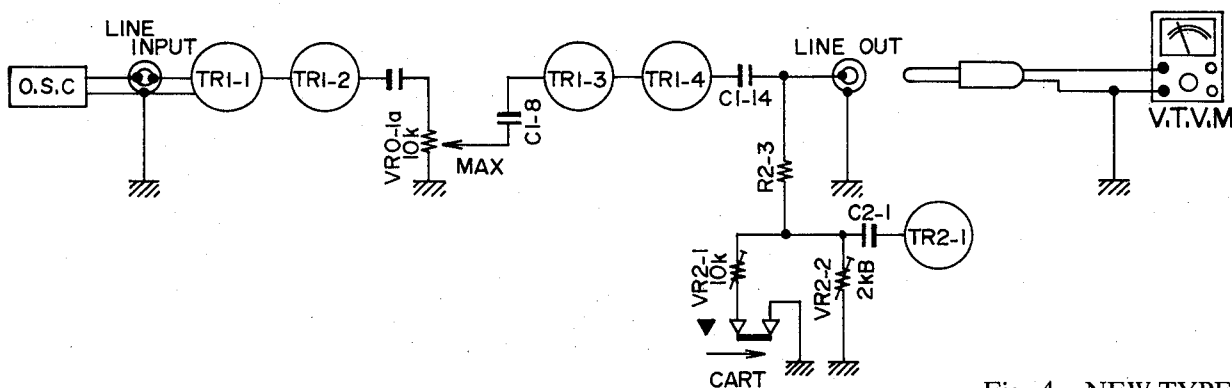 LINE
INPUT
O.S.C
TR1-1
TR1-2
VR0-1a
10k
MAX
C1-8
TR1-3
TR1-4
C1-14
LINE OUT
V.T.V.M
R2-3
C2-1
TR2-1
VR2-1
10k
VR2-2
2kB
CART
Fig. 4 NEW TYPE